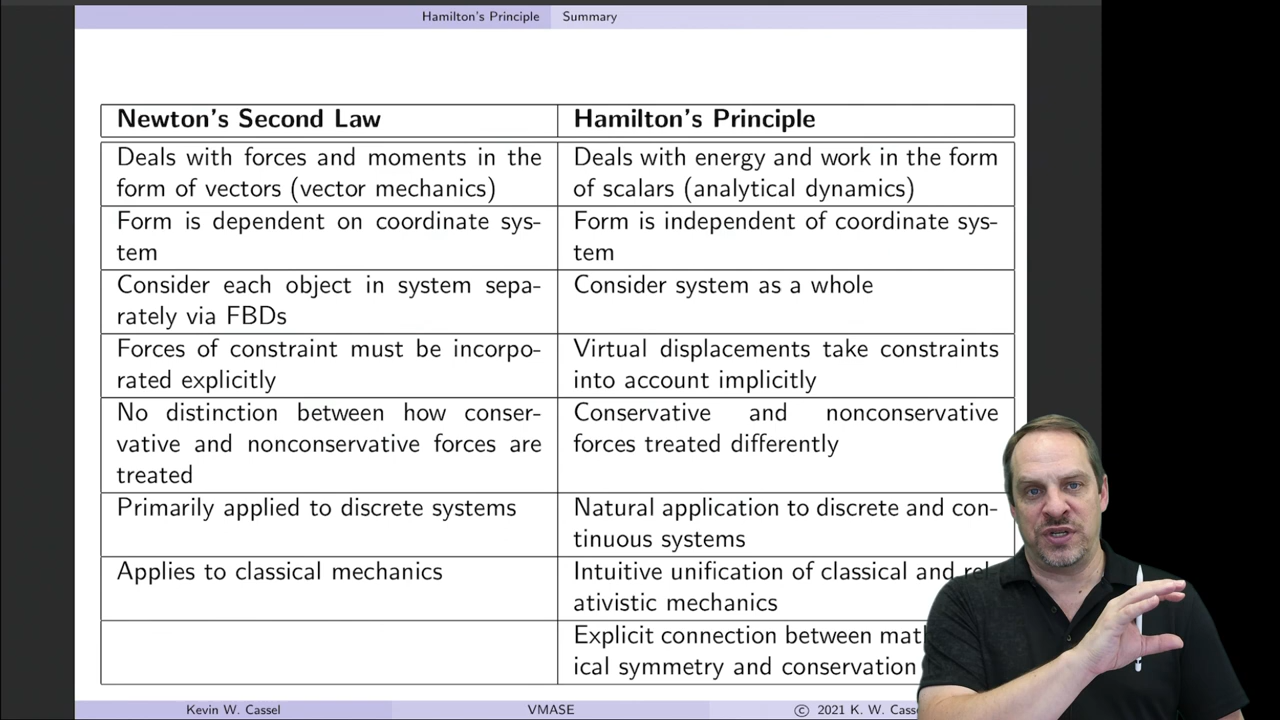 Hamilton's Principle Summary
Newton's Second Law
Hamilton's Principle
Deals with forces and moments in the
form of vectors (vector mechanics)
Deals with energy and work in the form
of scalars (analytical dynamics)
Form is dependent on coordinate sys-
tem
Form is independent of coordinate sys-
tem
Consider each object in system sepa-
rately via FBDs
Consider system as a whole
Forces of constraint must be incorpo-
rated explicitly
Virtual displacements take constraints
into account implicitly
No distinction between how conser-
vative and nonconservative forces are
treated
Conservative and nonconservative
forces treated differently
Primarily applied to discrete systems
Natural application to discrete and con-
tinuous systems
Applies to classical mechanics
Intuitive unification of classical and rel-
ativistic mechanics
Explicit connection between
ical symmetry and conservation
Kevin W. Cassel VMASE © 2021 K. W.